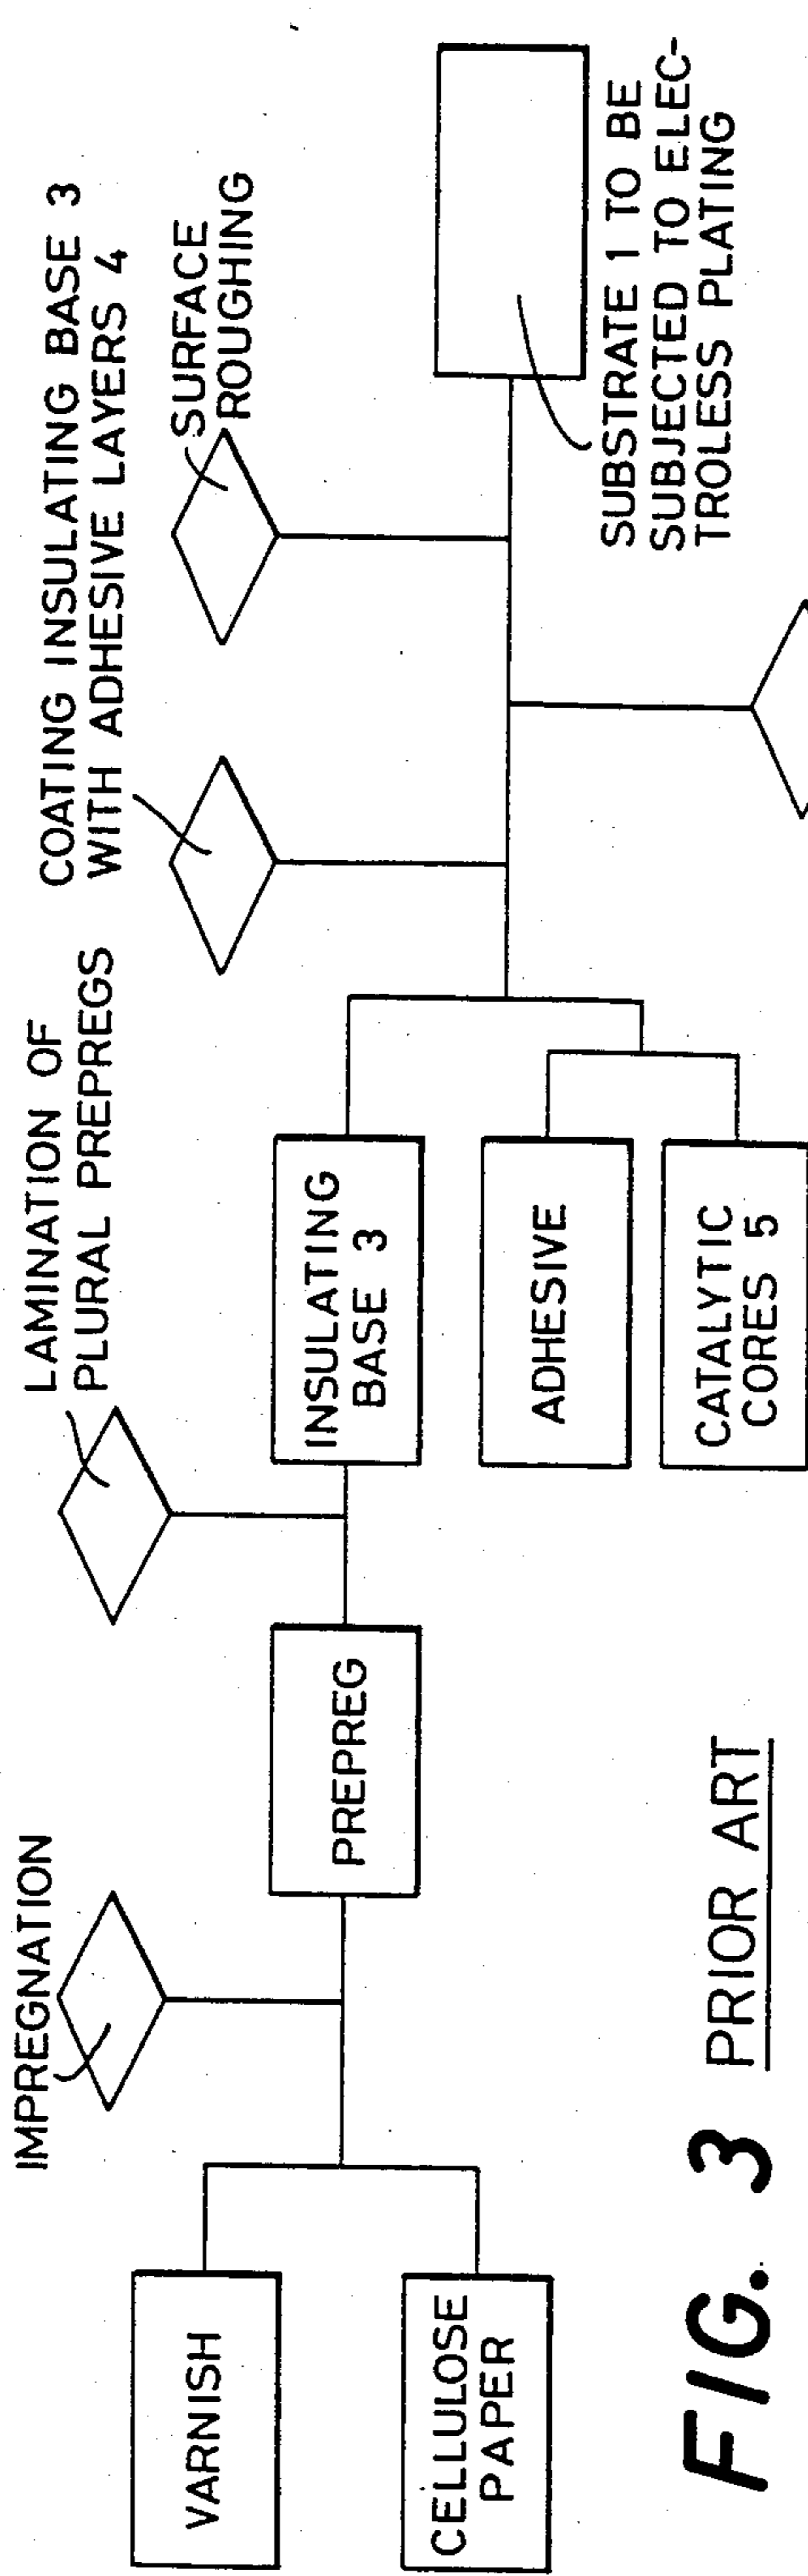 VARNISH
CELLULOSE
PAPER
IMPREGNATION
PREPREG
LAMINATION OF
PLURAL PREPREGS
INSULATING
BASE 3
ADHESIVE
CATALYTIC
CORES 5
COATING INSULATING BASE 3
WITH ADHESIVE LAYERS 4
SURFACE
ROUGHING
SUBSTRATE 1 TO BE
SUBJECTED TO ELEC-
TROLESS PLATING
FIG. 3 PRIOR ART